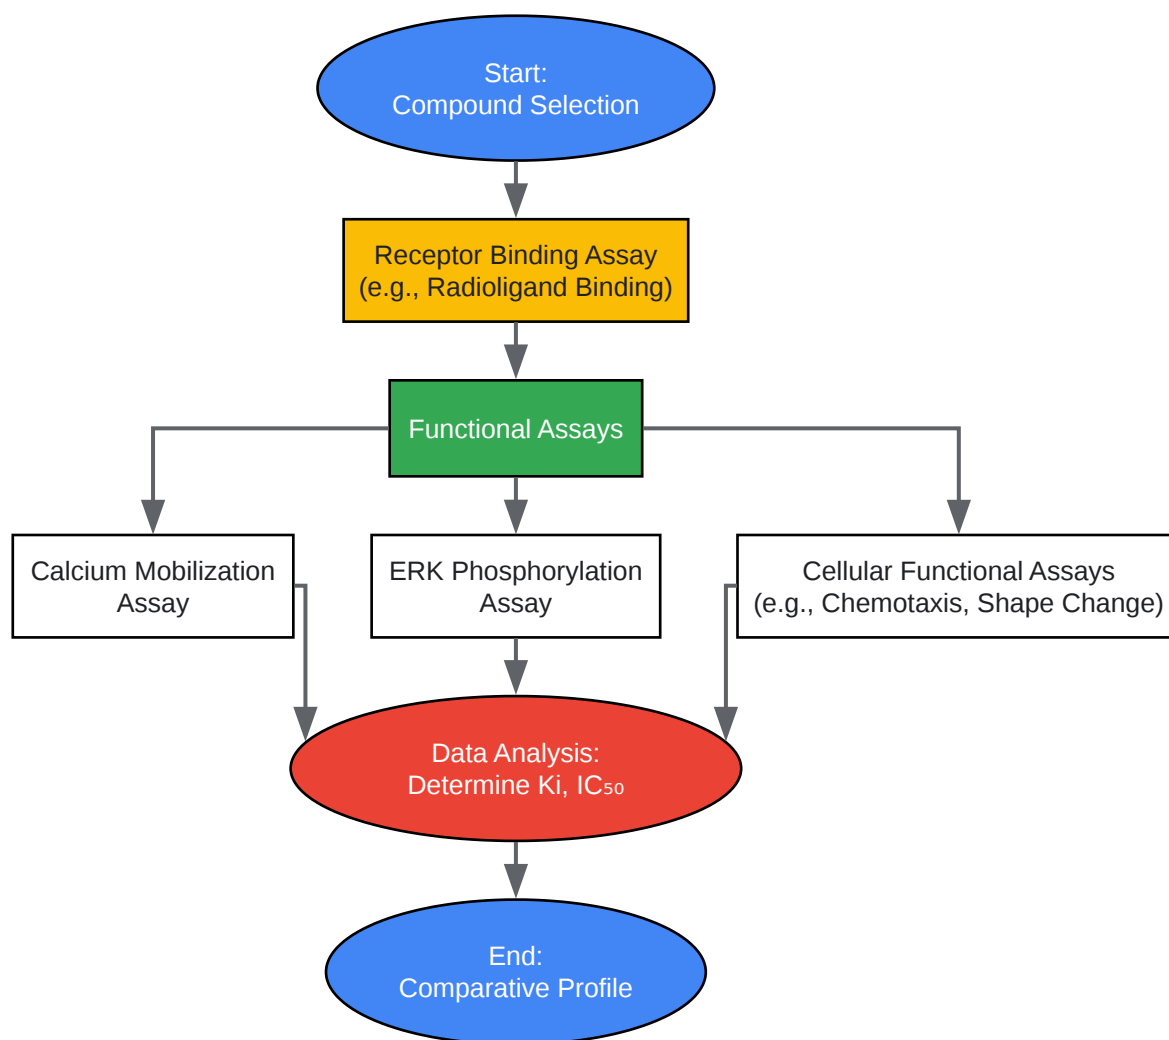 Start:
Compound Selection
Receptor Binding Assay
(e.g., Radioligand Binding)
Functional Assays
Calcium Mobilization
Assay
ERK Phosphorylation
Assay
Cellular Functional Assays
(e.g., Chemotaxis, Shape Change)
Data Analysis:
Determine Ki, IC₅₀
End:
Comparative Profile